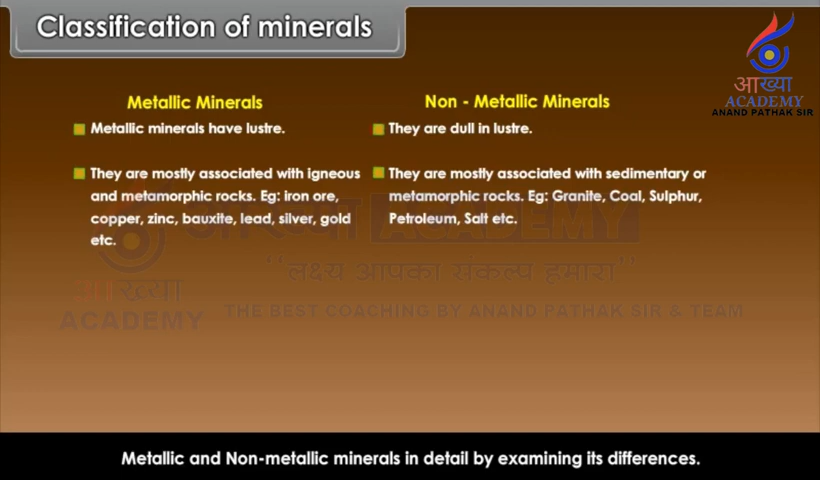 Classification of minerals
आख्या
ACADEMY
ANAND PATHAK SIR
Metallic Minerals
Metallic minerals have lustre.
They are mostly associated with igneous
and metamorphic rocks. Eg: iron ore,
copper, zinc, bauxite, lead, silver, gold
etc.
Non - Metallic Minerals
They are dull in lustre.
They are mostly associated with sedimentary or
metamorphic rocks. Eg: Granite, Coal, Sulphur,
Petroleum, Salt etc.
आख्या ACADEMY
“लक्ष्य आपका संकल्प हमारा”
आख्या
ACADEMY
THE BEST COACHING BY ANAND PATHAK SIR & TEAM
Metallic and Non-metallic minerals in detail by examining its differences.